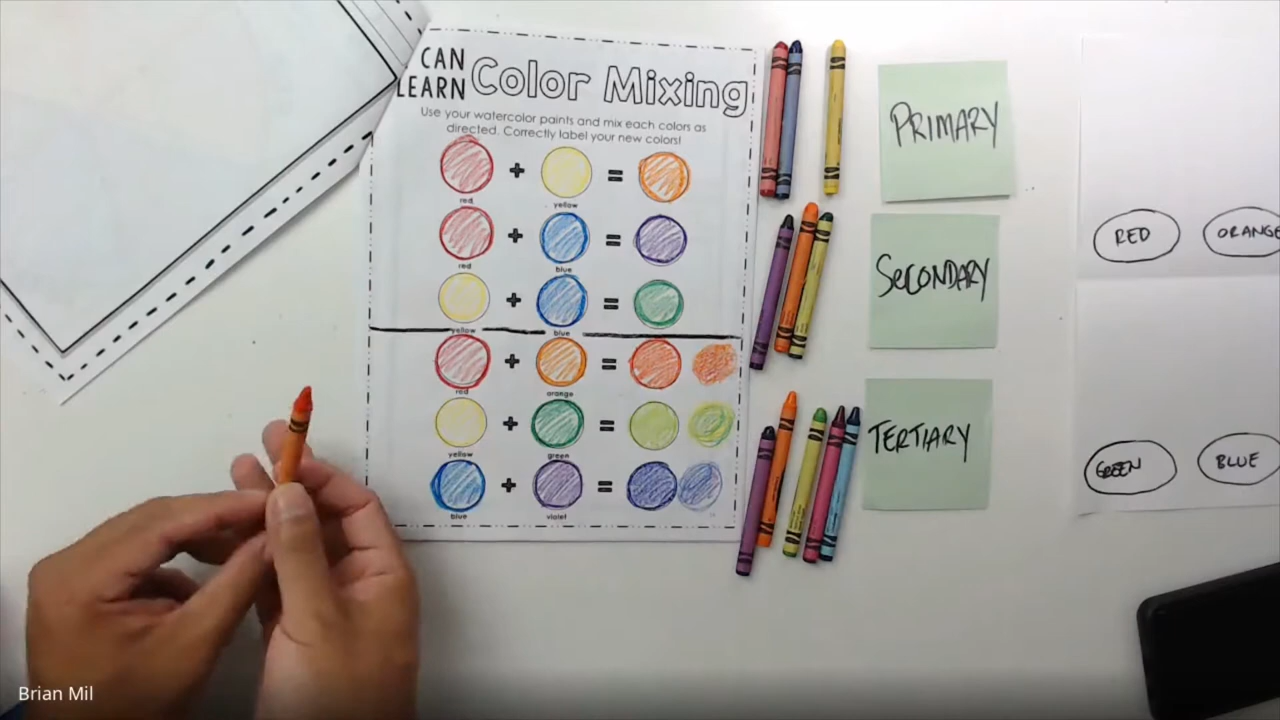 CAN
LEARN
Color Mixing
Use your watercolor paints and mix each colors as
directed. Correctly label your new colors!
+ =
red yellow
+ =
red blue
+ =
yellow blue
+ =
red orange
+ =
yellow green
+ =
blue violet
PRIMARY
SECONDARY
TERTIARY
RED
ORANGE
GREEN
BLUE
Brian Mil